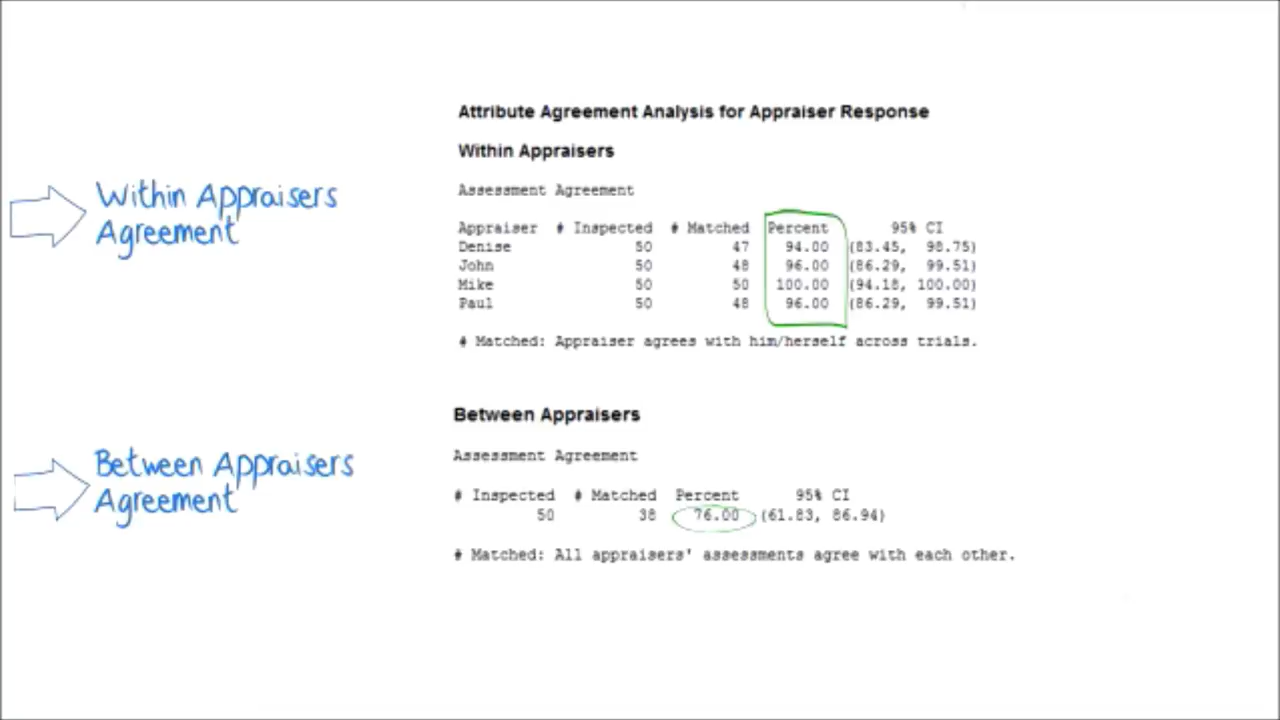 Attribute Agreement Analysis for Appraiser Response
Within Appraisers
Within Appraisers
Agreement
Assessment Agreement
Appraiser # Inspected # Matched Percent 95% CI
Denise 50 47 94.00 (83.45, 98.75)
John 50 48 96.00 (86.29, 99.51)
Mike 50 50 100.00 (94.18, 100.00)
Paul 50 48 96.00 (86.29, 99.51)
# Matched: Appraiser agrees with him/herself across trials.
Between Appraisers
Between Appraisers
Agreement
Assessment Agreement
# Inspected # Matched Percent 95% CI
50 38 76.00 (61.83, 86.94)
# Matched: All appraisers' assessments agree with each other.